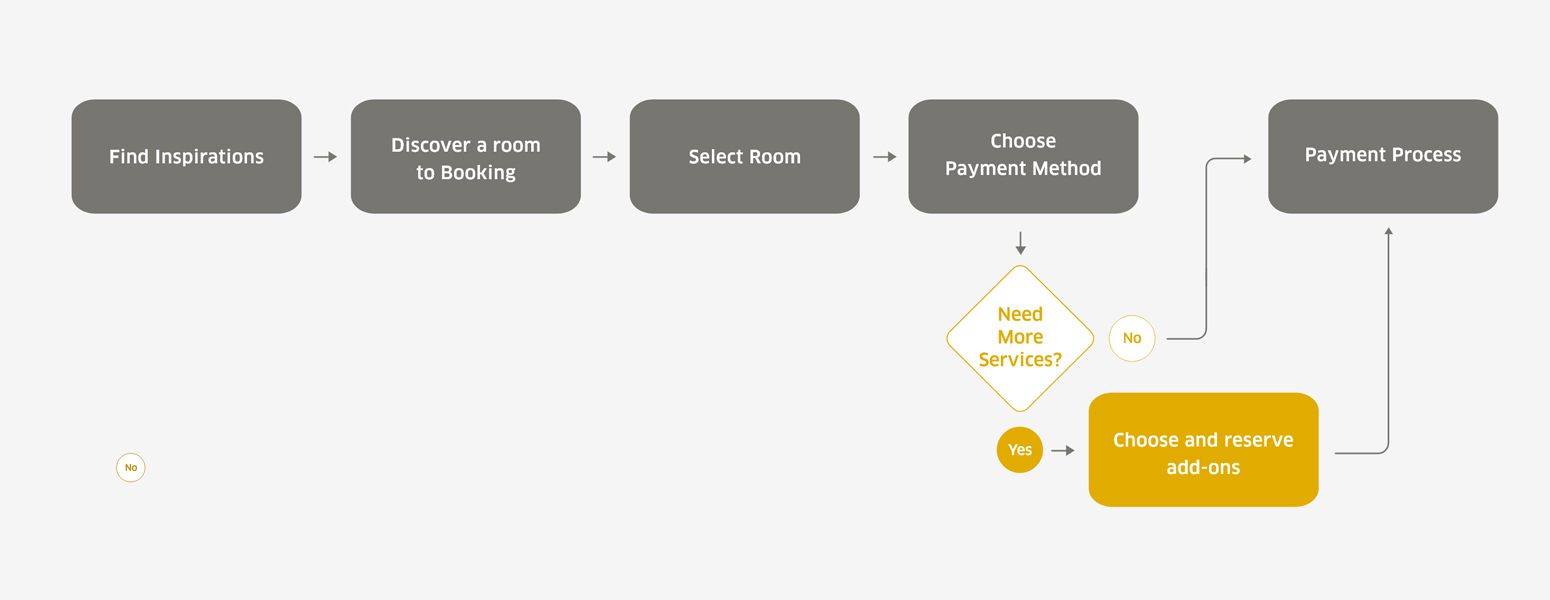 Find Inspirations
Discover a room
to Booking
Select Room
Choose
Payment Method
Payment Process
Need
More
Services?
No
Yes
Choose and reserve
add-ons
No